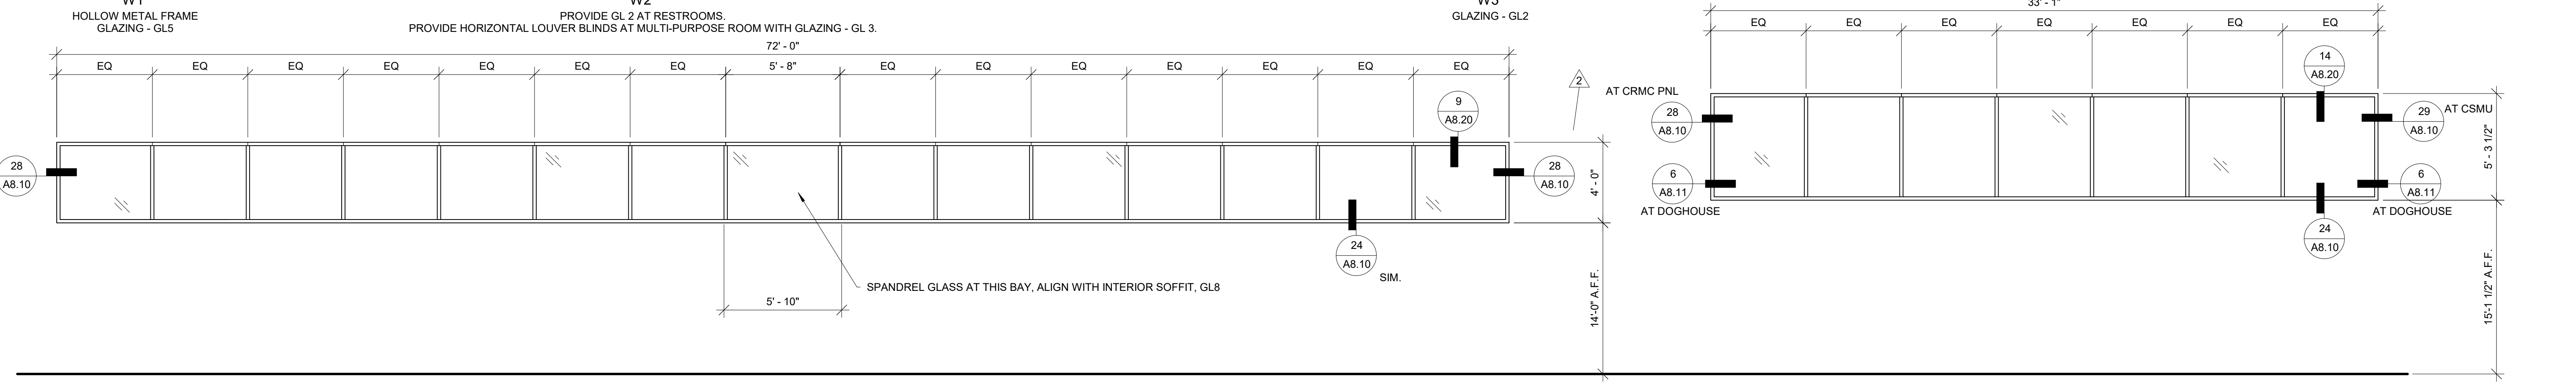 W1
HOLLOW METAL FRAME
GLAZING - GL5
W2
PROVIDE GL 2 AT RESTROOMS.
PROVIDE HORIZONTAL LOUVER BLINDS AT MULTI-PURPOSE ROOM WITH GLAZING - GL 3.
W3
GLAZING - GL2
72' - 0"
EQ EQ EQ EQ EQ EQ EQ 5' - 8" EQ EQ EQ EQ EQ EQ EQ
28
A8.10
9
A8.20
28
A8.10
24
A8.10
SIM.
2
4' - 0"
14'-0" A.F.F.
SPANDREL GLASS AT THIS BAY, ALIGN WITH INTERIOR SOFFIT, GL8
5' - 10"
33' - 1"
EQ EQ EQ EQ EQ EQ EQ
AT CRMC PNL
28
A8.10
14
A8.20
29
A8.10
AT CSMU
6
A8.11
AT DOGHOUSE
6
A8.11
AT DOGHOUSE
24
A8.10
5' - 3 1/2"
15'-11 1/2" A.F.F.